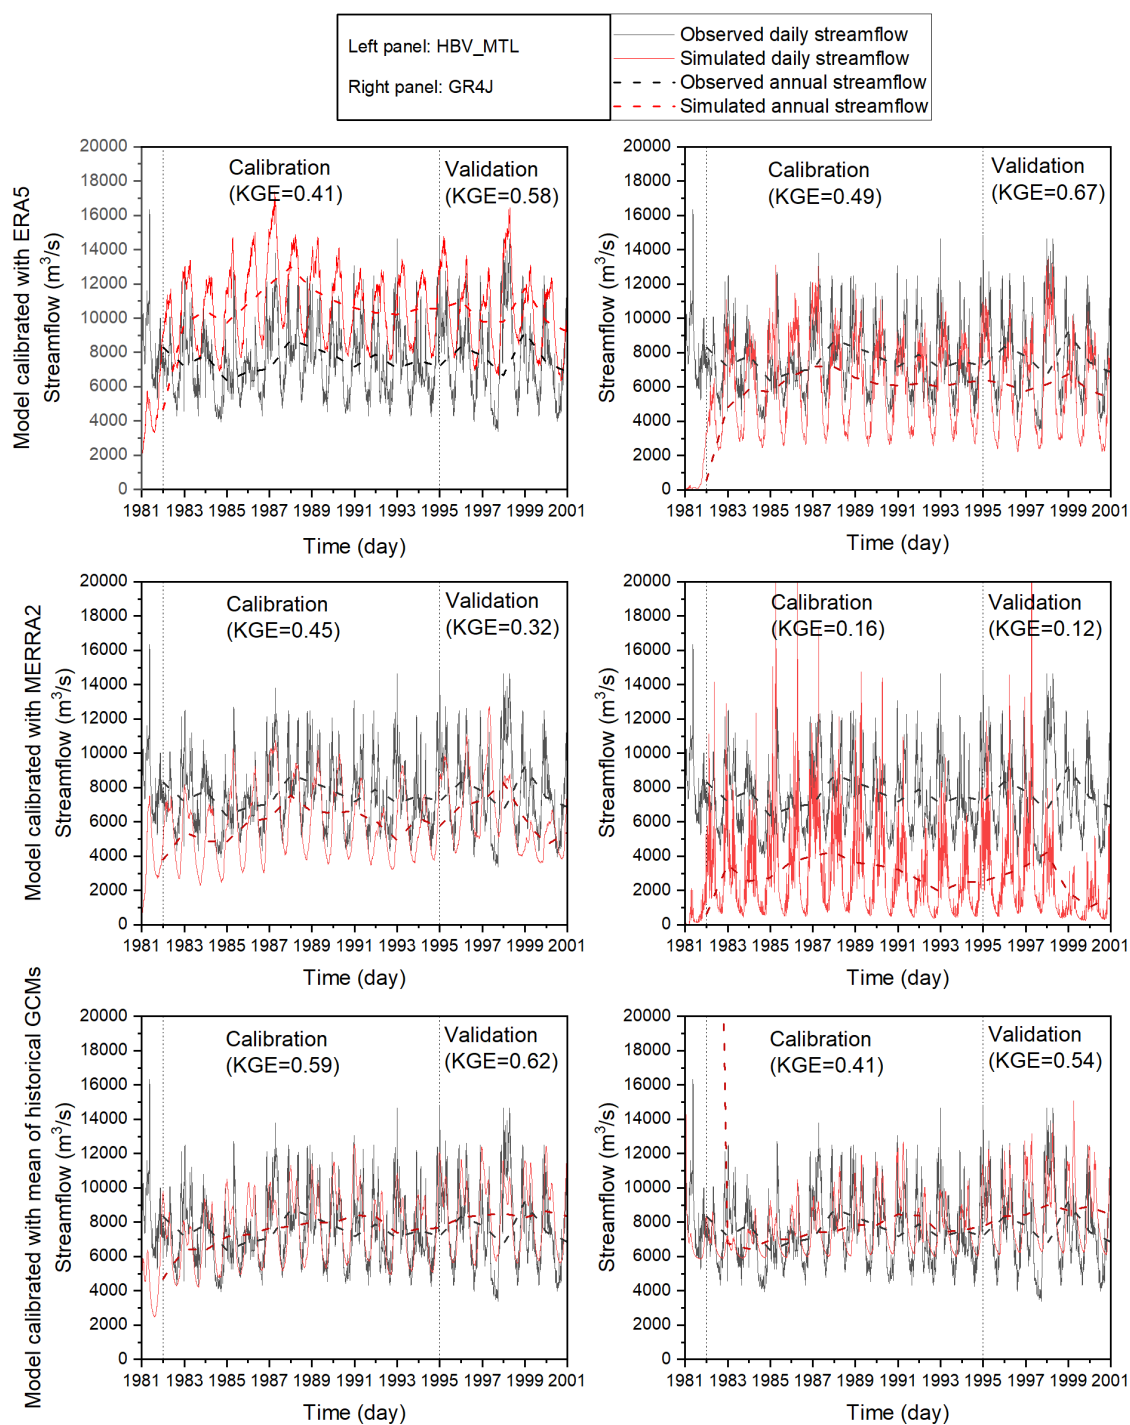 Left panel: HBV_MTL
Right panel: GR4J
Observed daily streamflow
Simulated daily streamflow
Observed annual streamflow
Simulated annual streamflow
Model calibrated with ERA5
Streamflow (m³/s)
20000
18000
16000
14000
12000
10000
8000
6000
4000
2000
0
Calibration
(KGE=0.41)
Validation
(KGE=0.58)
1981 1983 1985 1987 1989 1991 1993 1995 1997 1999 2001
Time (day)
Streamflow (m³/s)
20000
18000
16000
14000
12000
10000
8000
6000
4000
2000
0
Calibration
(KGE=0.49)
Validation
(KGE=0.67)
1981 1983 1985 1987 1989 1991 1993 1995 1997 1999 2001
Time (day)
Model calibrated with MERRA2
Streamflow (m³/s)
20000
18000
16000
14000
12000
10000
8000
6000
4000
2000
0
Calibration
(KGE=0.45)
Validation
(KGE=0.32)
1981 1983 1985 1987 1989 1991 1993 1995 1997 1999 2001
Time (day)
Streamflow (m³/s)
20000
18000
16000
14000
12000
10000
8000
6000
4000
2000
0
Calibration
(KGE=0.16)
Validation
(KGE=0.12)
1981 1983 1985 1987 1989 1991 1993 1995 1997 1999 2001
Time (day)
Model calibrated with mean of historical GCMs
Streamflow (m³/s)
20000
18000
16000
14000
12000
10000
8000
6000
4000
2000
0
Calibration
(KGE=0.59)
Validation
(KGE=0.62)
1981 1983 1985 1987 1989 1991 1993 1995 1997 1999 2001
Time (day)
Streamflow (m³/s)
20000
18000
16000
14000
12000
10000
8000
6000
4000
2000
0
Calibration
(KGE=0.41)
Validation
(KGE=0.54)
1981 1983 1985 1987 1989 1991 1993 1995 1997 1999 2001
Time (day)